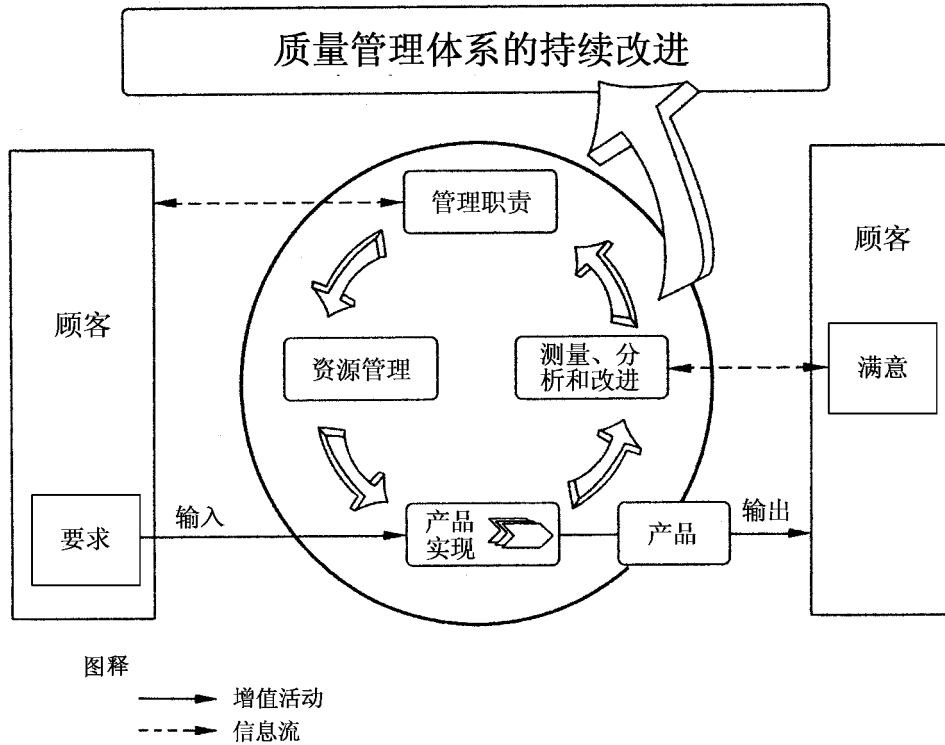 质量管理体系的持续改进
管理职责
顾客
顾客
资源管理
测量、分
析和改进
满意
要求
输入
产品
实现
产品
输出
图释
增值活动
信息流